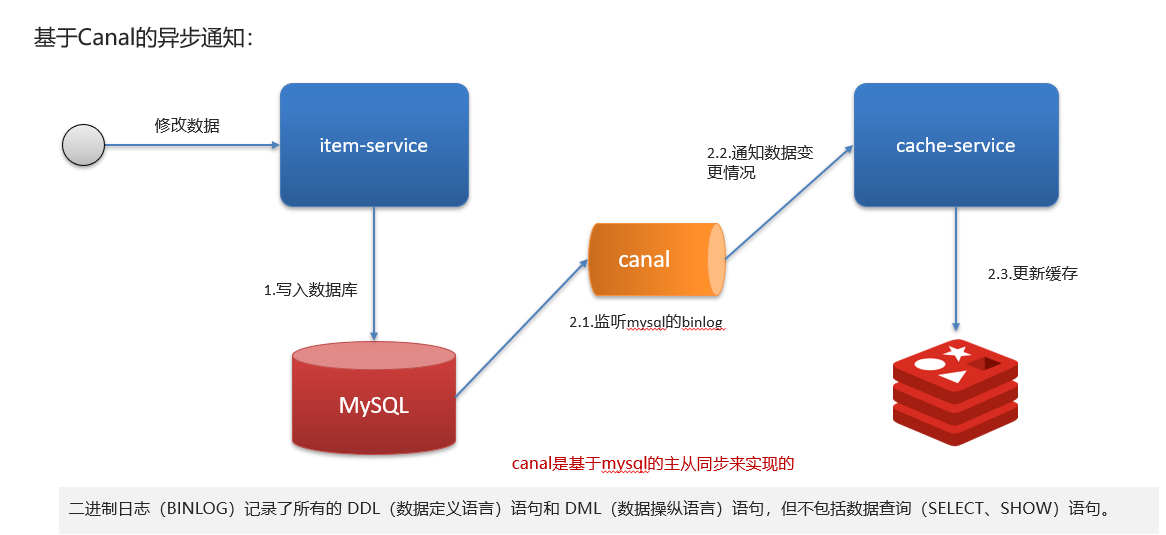 基于Canal的异步通知：
修改数据
item-service
cache-service
2.2.通知数据变
更情况
canal
2.3.更新缓存
1.写入数据库
2.1.监听mysql的binlog
MySQL
canal是基于mysql的主从同步来实现的
二进制日志（BINLOG）记录了所有的 DDL（数据定义语言）语句和 DML（数据操纵语言）语句，但不包括数据查询（SELECT、SHOW）语句。